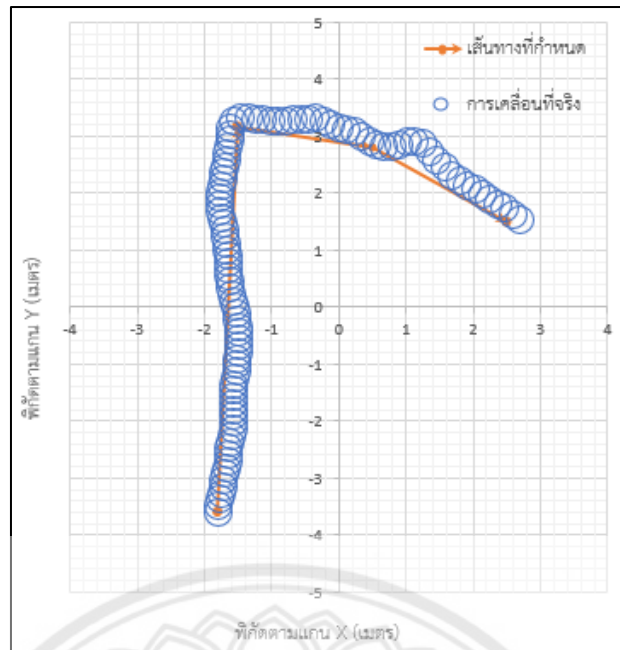 5
เส้นทางที่กำหนด
4
การเคลื่อนที่จริง
3
2
1
0
-4 -3 -2 -1 0 1 2 3 4
-1
-2
-3
-4
-5
พิกัดตามแกน Y (เมตร)
พิกัดตามแกน X (เมตร)